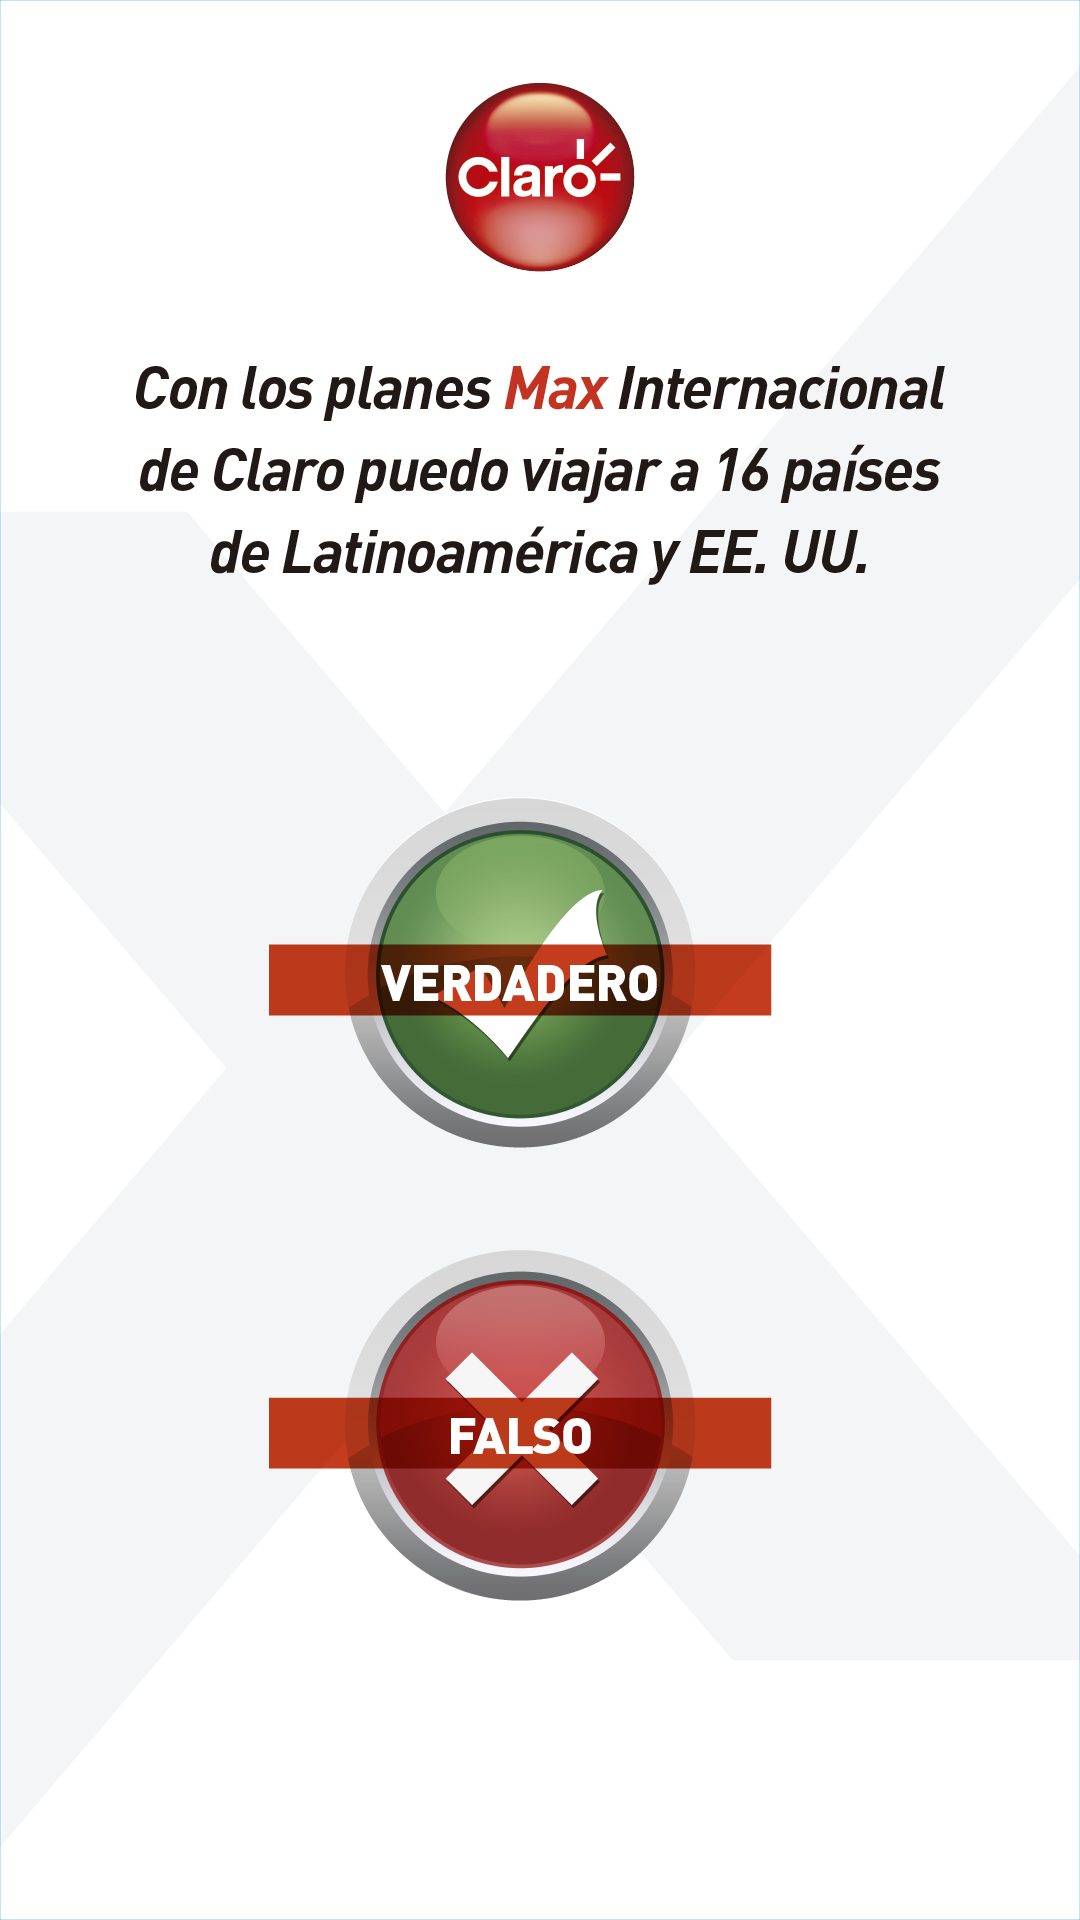 Claro
Con los planes Max Internacional
de Claro puedo viajar a 16 países
de Latinoamérica y EE. UU.
VERDADERO
FALSO